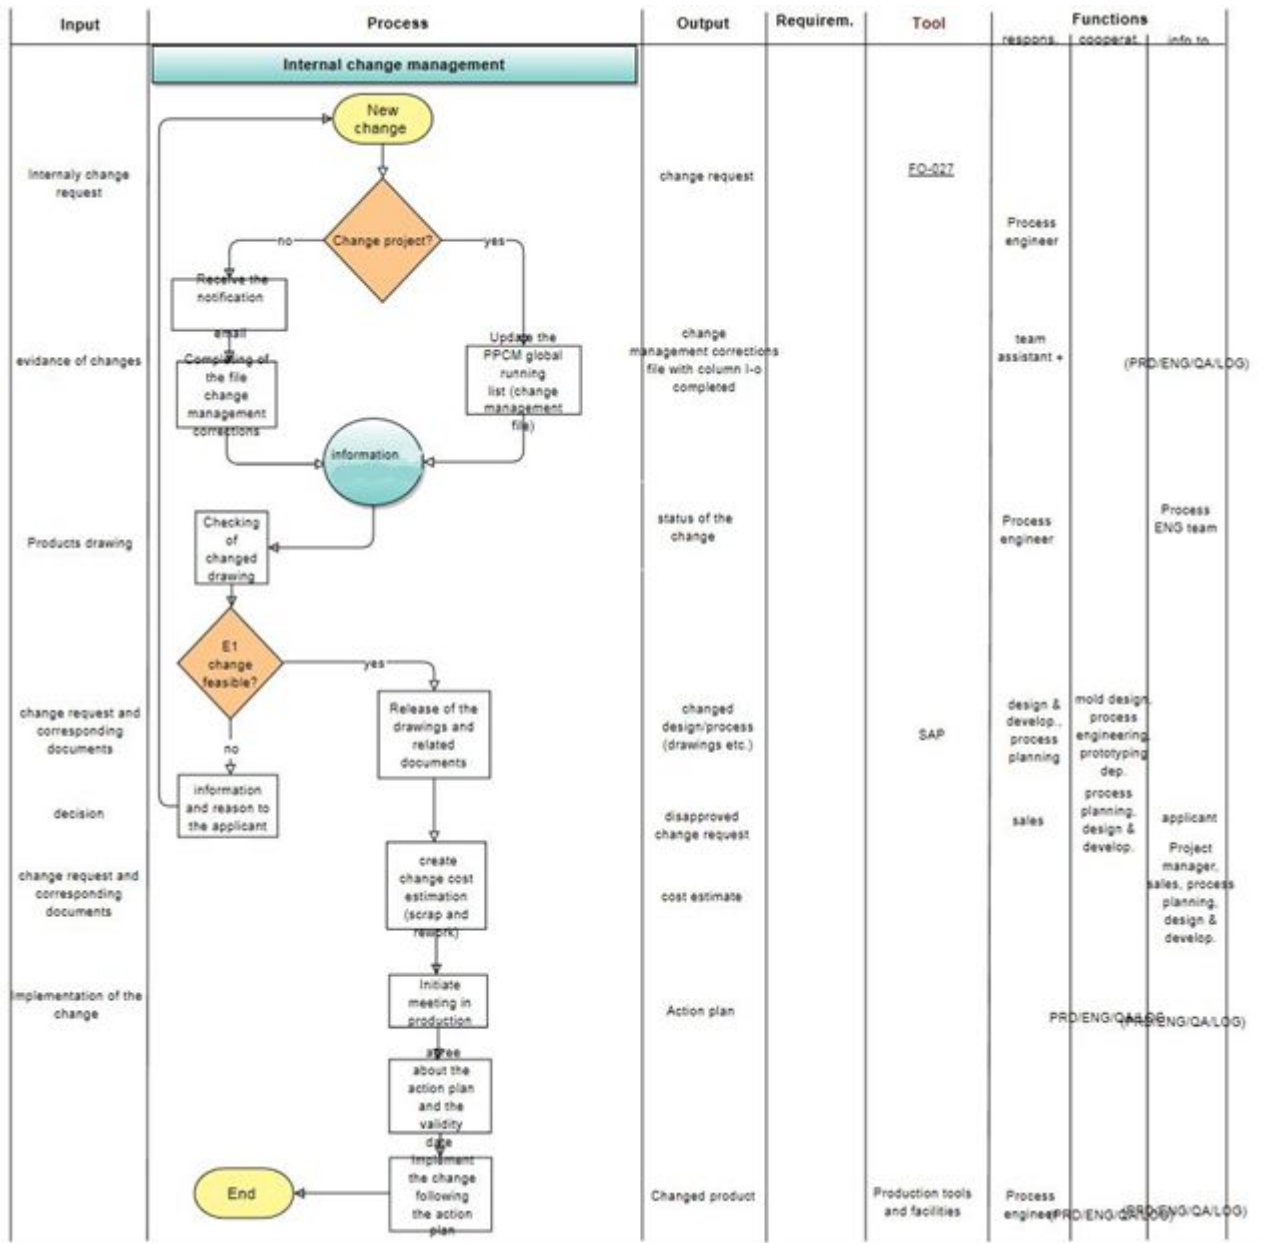 Input
Process
Output
Requirem.
Tool
Functions
respons.
cooperat.
info to
Internal change management
New
change
Internaly change
request
change request
FO-027
Process
engineer
Change project?
no
yes
Receive the
notification
email
Completing of
the file
change
management
corrections
Update the
PPCM global
running
list (change
management
file)
evidance of changes
change
management corrections
file with column I-o
completed
team
assistant +
(PRD/ENG/QA/LOG)
information
Products drawing
Checking
of
changed
drawing
status of the
change
Process
engineer
Process
ENG team
E1
change
feasible?
yes
no
change request and
corresponding
documents
Release of the
drawings and
related
documents
changed
design/process
(drawings etc.)
SAP
design &
develop.,
process
planning
mold design,
process
engineering,
prototyping
dep.
decision
information
and reason to
the applicant
disapproved
change request
sales
process
planning,
design &
develop.
applicant
change request and
corresponding
documents
create
change cost
estimation
(scrap and
rework)
cost estimate
Project
manager,
sales, process
planning,
design &
develop.
Implementation of the
change
Initiate
meeting in
production
Action plan
PRD/ENG/QA/LOG
(PRD/ENG/QA/LOG)
agree
about the
action plan
and the
validity
date
Implement
the change
following
the action
plan
End
Changed product
Production tools
and facilities
Process
engineer
(PRD/ENG/QA/LOG)
(PRD/ENG/QA/LOG)